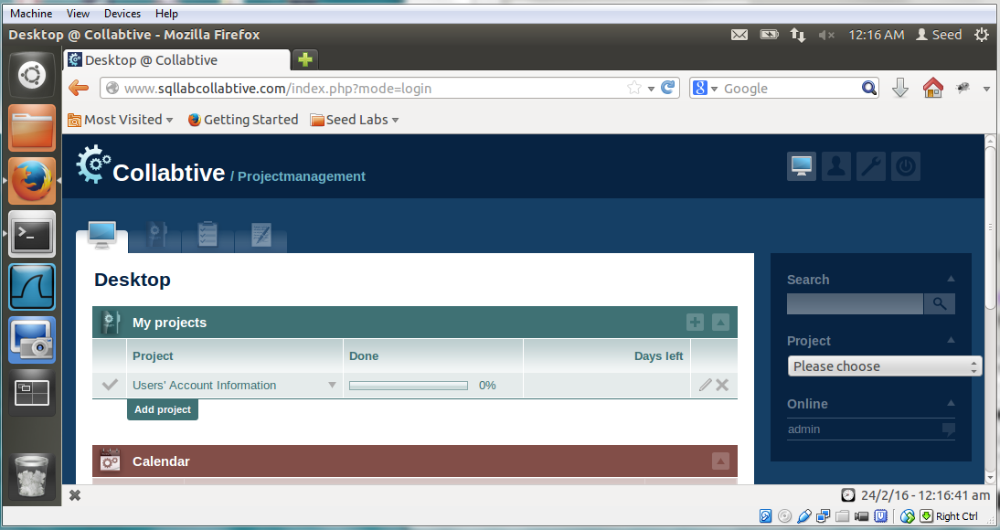 Machine View Devices Help
Desktop @ Collabtive - Mozilla Firefox 12:16 AM Seed
Desktop @ Collabtive
www.sqllabcollabtive.com/index.php?mode=login Google
Most Visited Getting Started Seed Labs
Collabtive / Projectmanagement
Desktop
My projects
Project Done Days left
Users' Account Information 0%
Add project
Calendar
Search
Project
Please choose
Online
admin
24/2/16 - 12:16:41 am
Right Ctrl